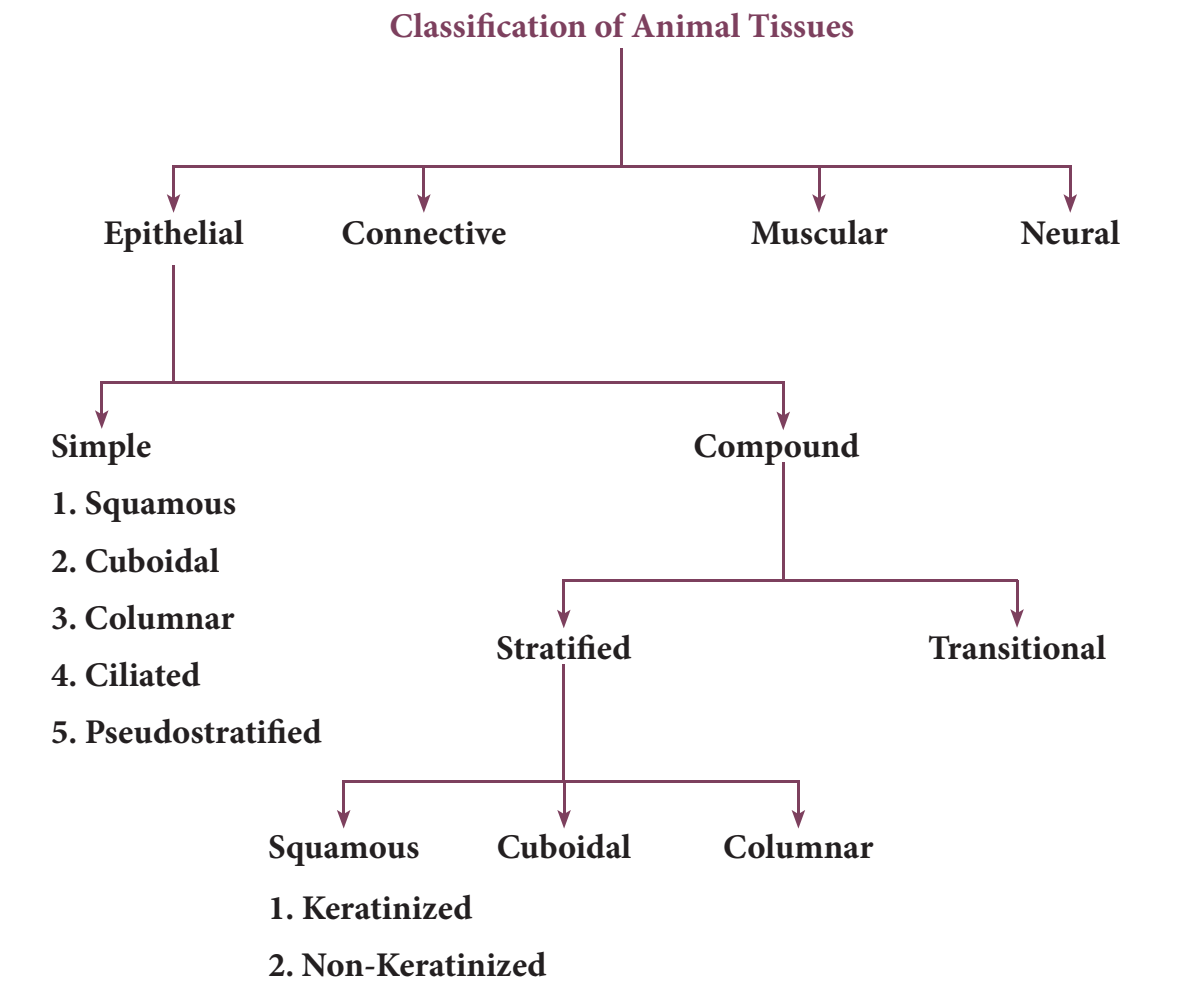 Classification of Animal Tissues
Epithelial
Connective
Muscular
Neural
Simple
1. Squamous
2. Cuboidal
3. Columnar
4. Ciliated
5. Pseudostratified
Compound
Stratified
Transitional
Squamous
1. Keratinized
2. Non-Keratinized
Cuboidal
Columnar